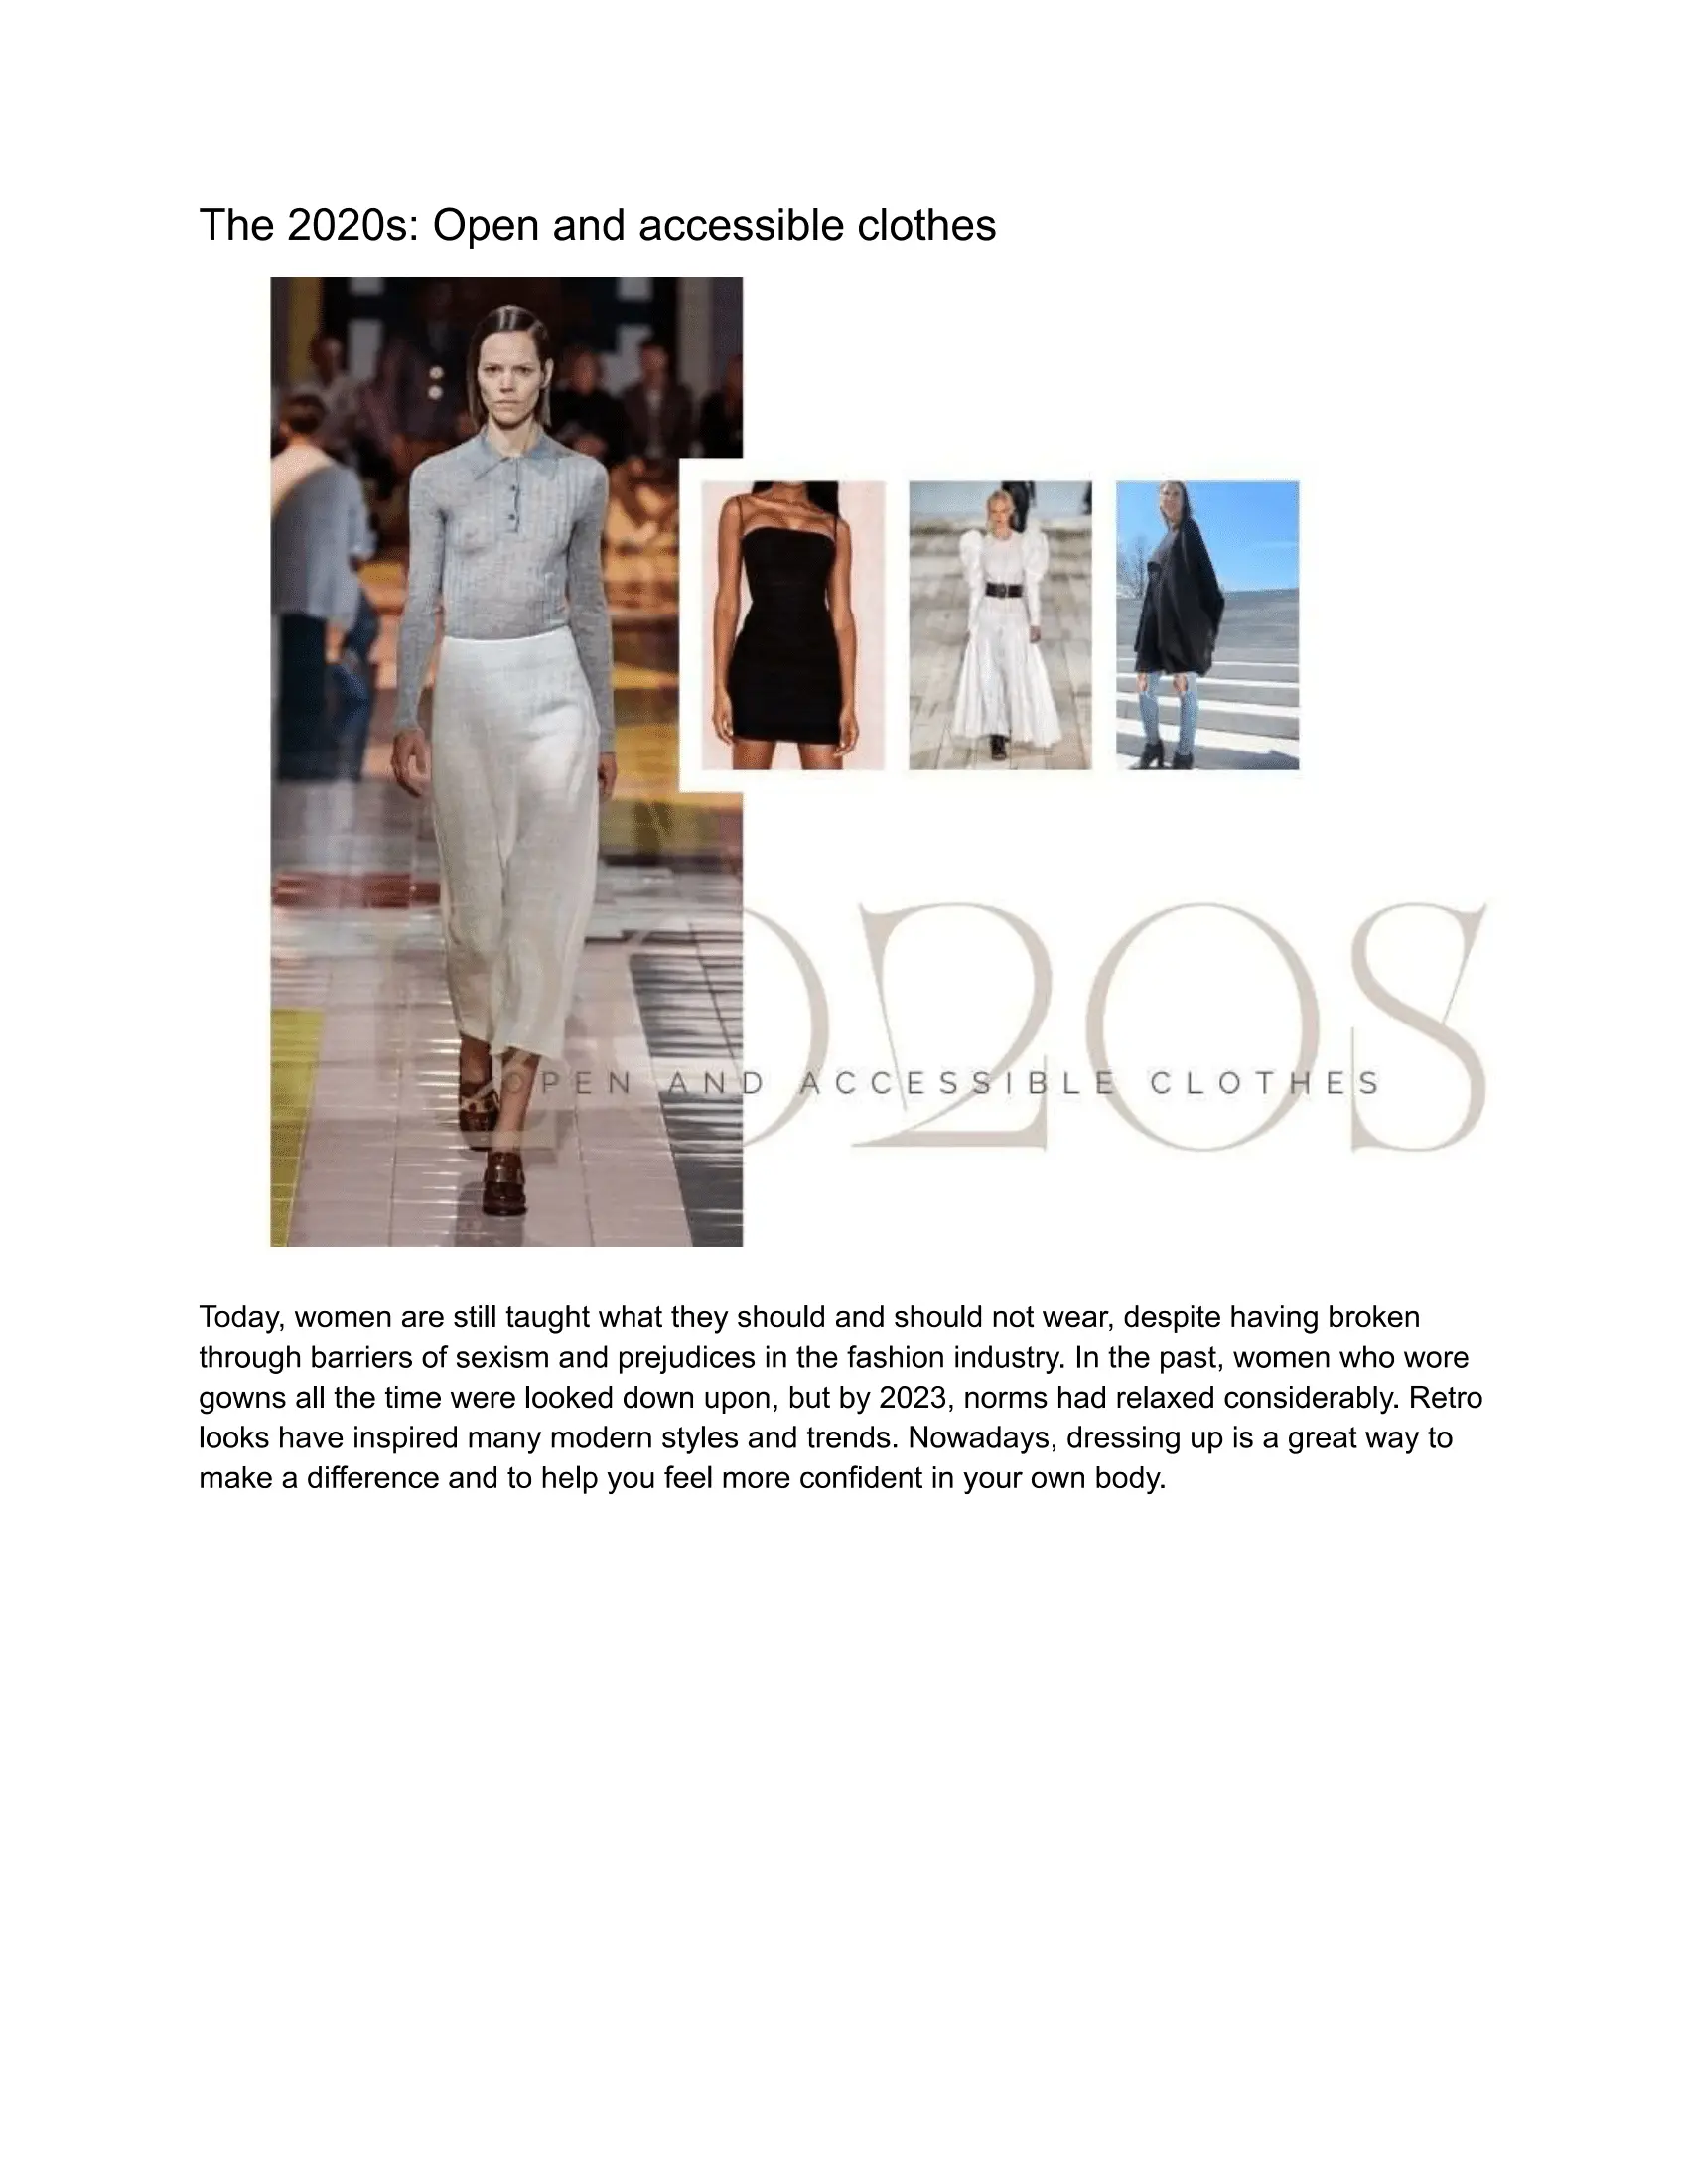 The 2020s: Open and accessible clothes
2020S
OPEN AND ACCESSIBLE CLOTHES
Today, women are still taught what they should and should not wear, despite having broken
through barriers of sexism and prejudices in the fashion industry. In the past, women who wore
gowns all the time were looked down upon, but by 2023, norms had relaxed considerably. Retro
looks have inspired many modern styles and trends. Nowadays, dressing up is a great way to
make a difference and to help you feel more confident in your own body.